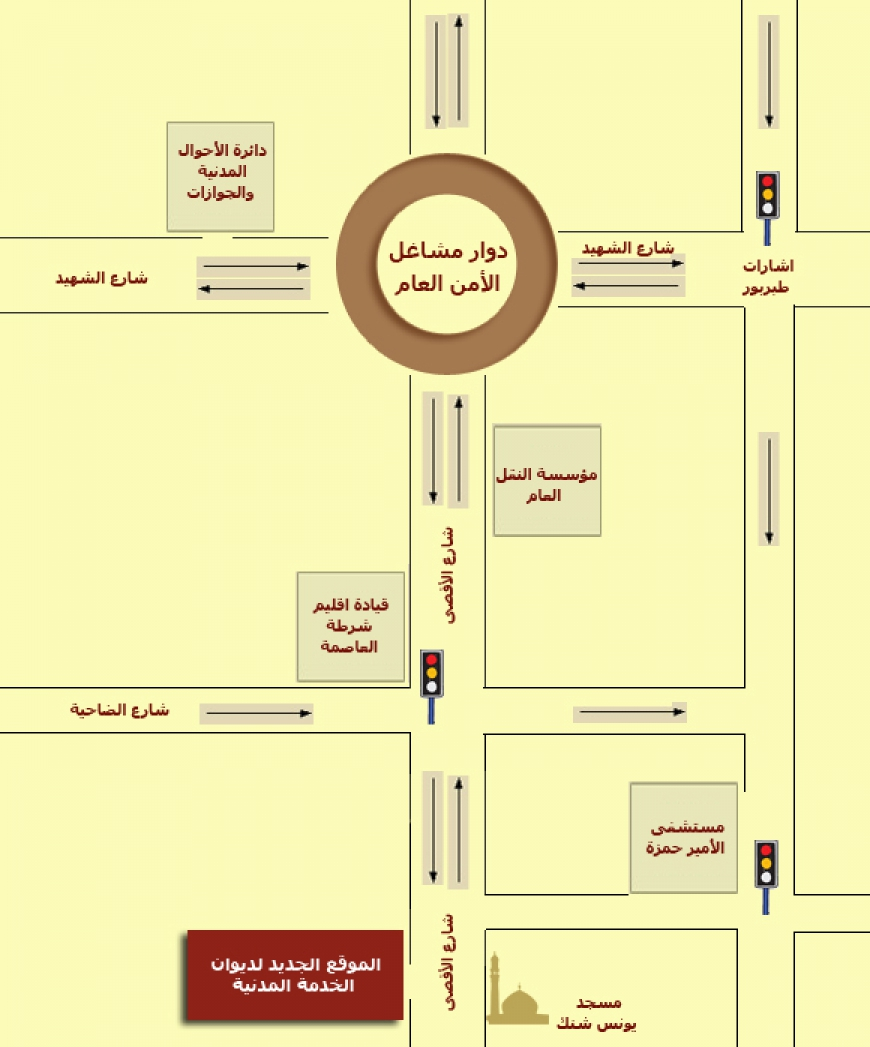 دائرة الأحوال
المدنية
والجوازات
دوار مشاغل
الأمن العام
شارع الشهيد
شارع الشهيد
اشارات
طبربور
مؤسسة النقل
العام
شارع الأقصى
قيادة اقليم
شرطة
العاصمة
شارع الضاحية
مستشفى
الأمير حمزة
شارع الأقصى
الموقع الجديد لديوان
الخدمة المدنية
مسجد
يونس شنك